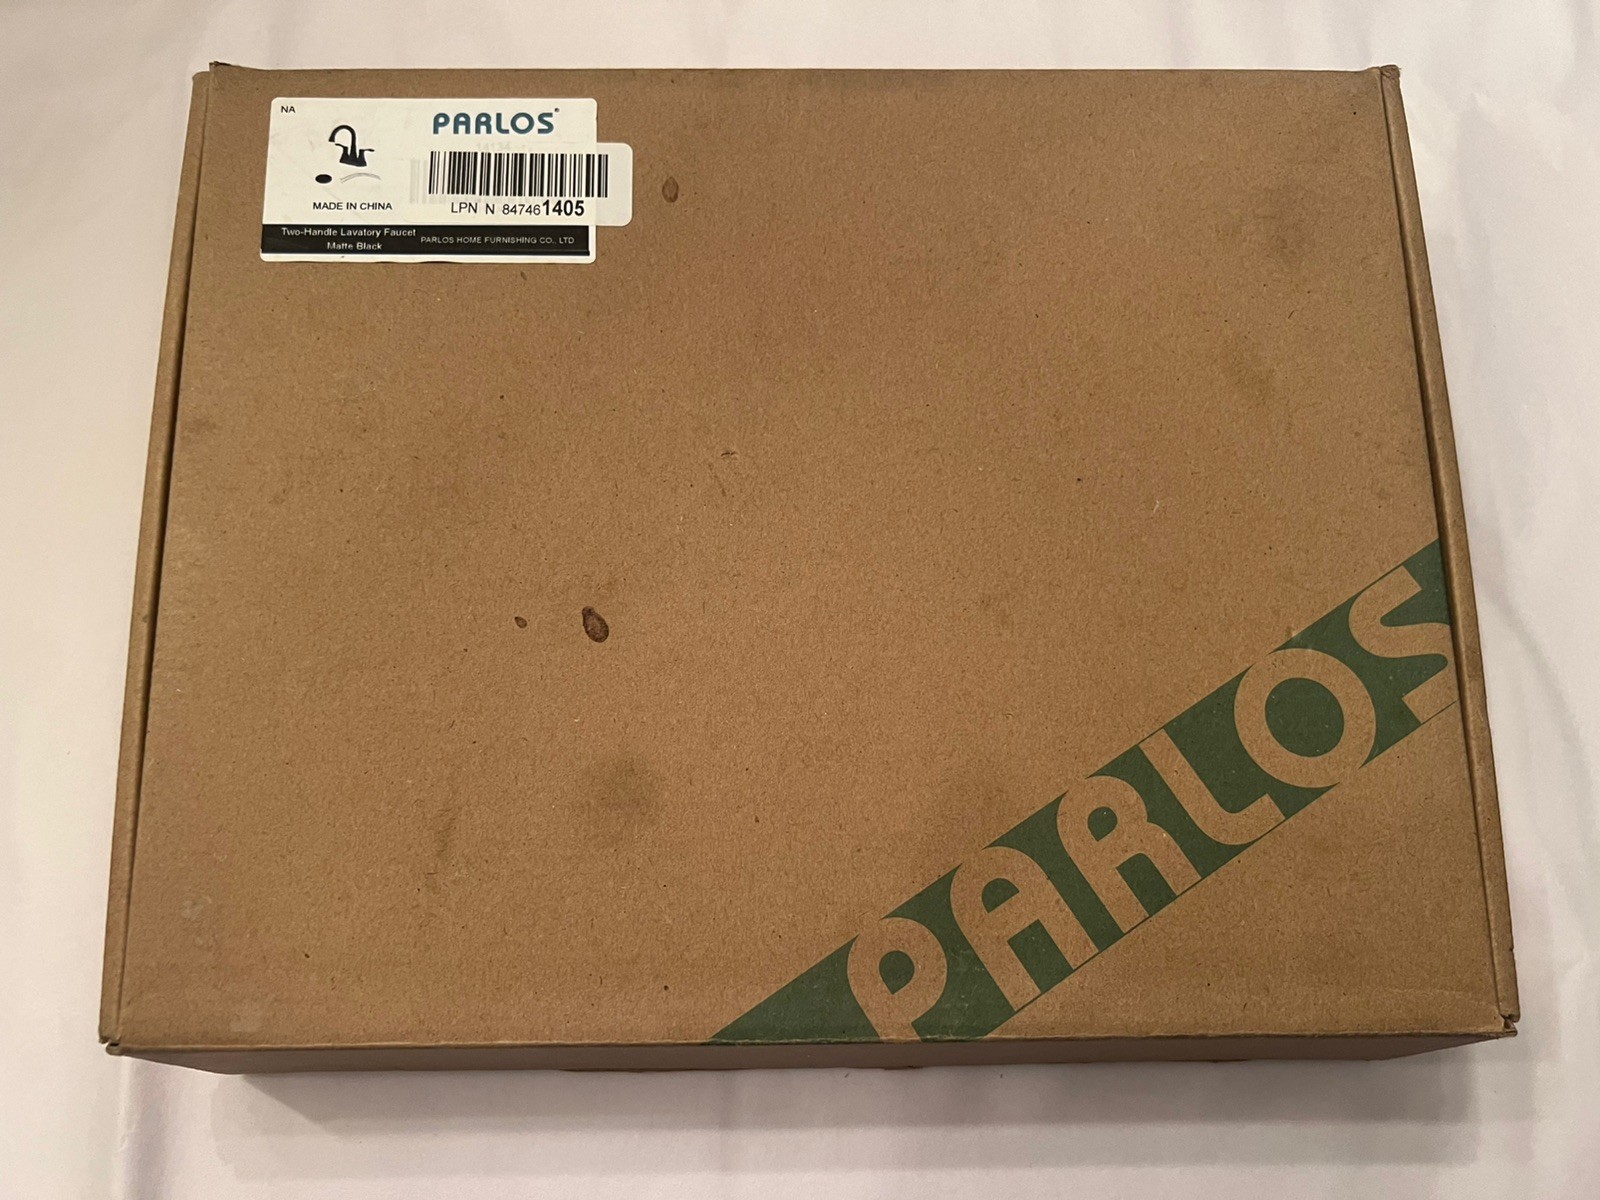 NA
PARLOS®
MADE IN CHINA
LPN N 847461405
Two-Handle Lavatory Faucet
Matte Black
PARLOS HOME FURNISHING CO., LTD
PARLOS